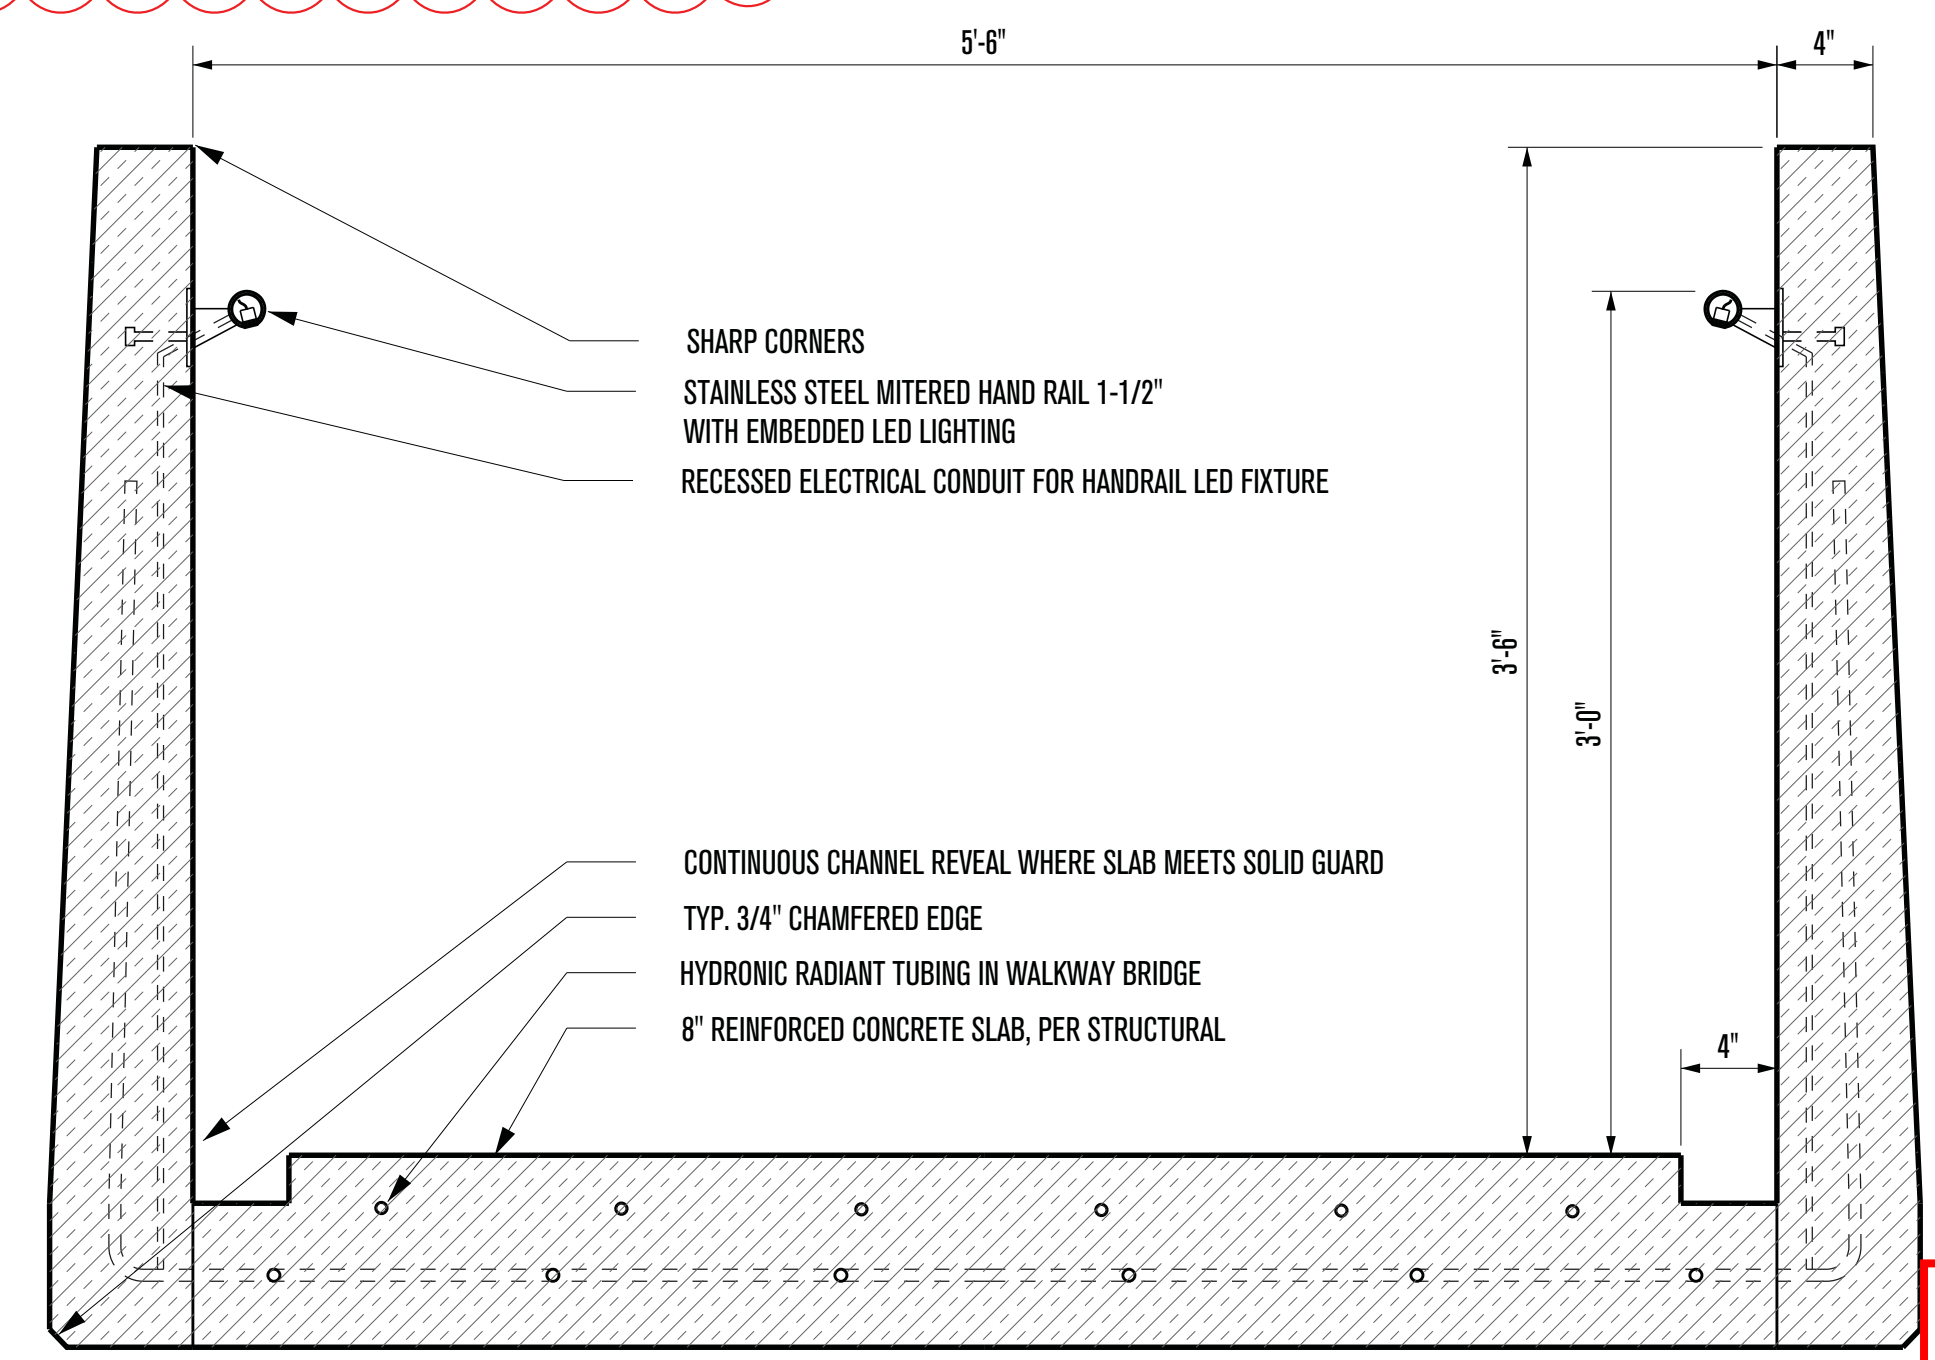 5'-6"
4"
SHARP CORNERS
STAINLESS STEEL MITERED HAND RAIL 1-1/2"
WITH EMBEDDED LED LIGHTING
RECESSED ELECTRICAL CONDUIT FOR HANDRAIL LED FIXTURE
3'-6"
3'-0"
CONTINUOUS CHANNEL REVEAL WHERE SLAB MEETS SOLID GUARD
TYP. 3/4" CHAMFERED EDGE
HYDRONIC RADIANT TUBING IN WALKWAY BRIDGE
8" REINFORCED CONCRETE SLAB, PER STRUCTURAL
4"